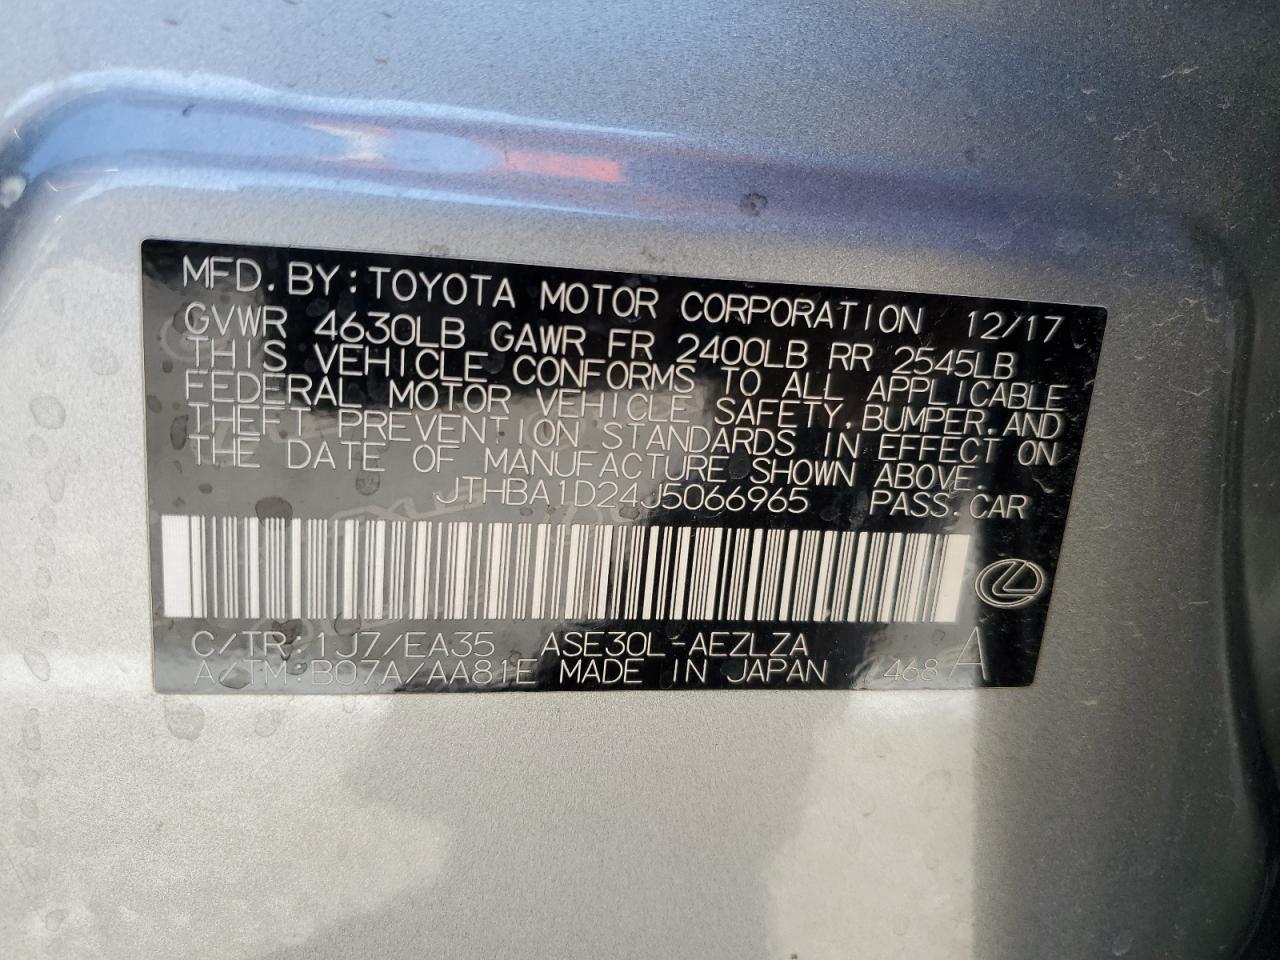 MFD. BY: TOYOTA MOTOR CORPORATION 12/17
GVWR 4630LB GAWR FR 2400LB RR 2545LB
THIS VEHICLE CONFORMS TO ALL APPLICABLE
FEDERAL MOTOR VEHICLE SAFETY, BUMPER, AND
THEFT PREVENTION STANDARDS IN EFFECT ON
THE DATE OF MANUFACTURE SHOWN ABOVE.
JTHBA1D24J5066965 PASS. CAR
C/TR: 1J7/EA35 ASE30L-AEZLZA
A/TM: B07A/AA81E MADE IN JAPAN 468 A